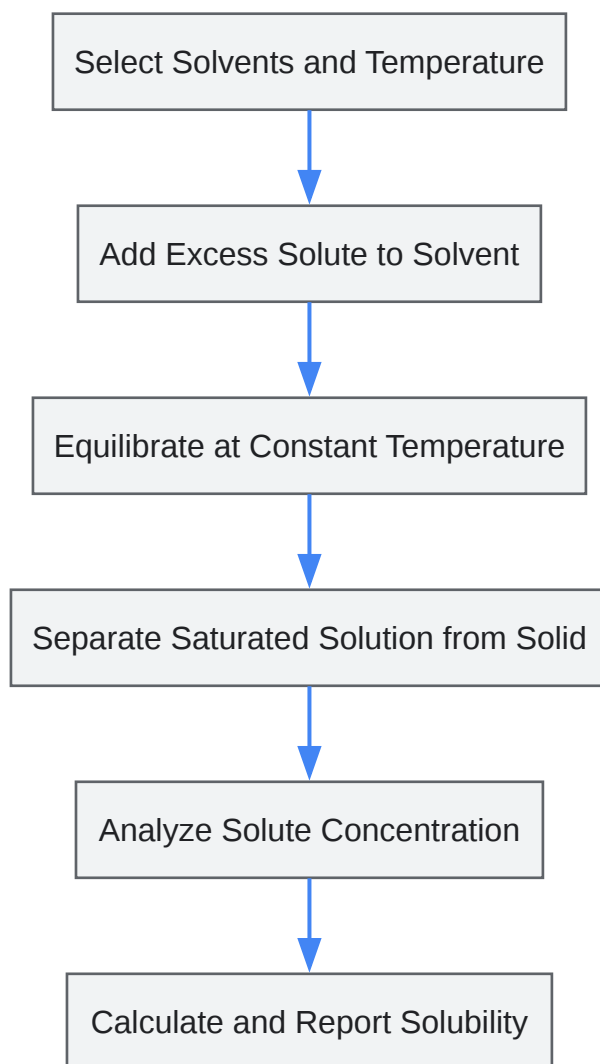 Select Solvents and Temperature
Add Excess Solute to Solvent
Equilibrate at Constant Temperature
Separate Saturated Solution from Solid
Analyze Solute Concentration
Calculate and Report Solubility